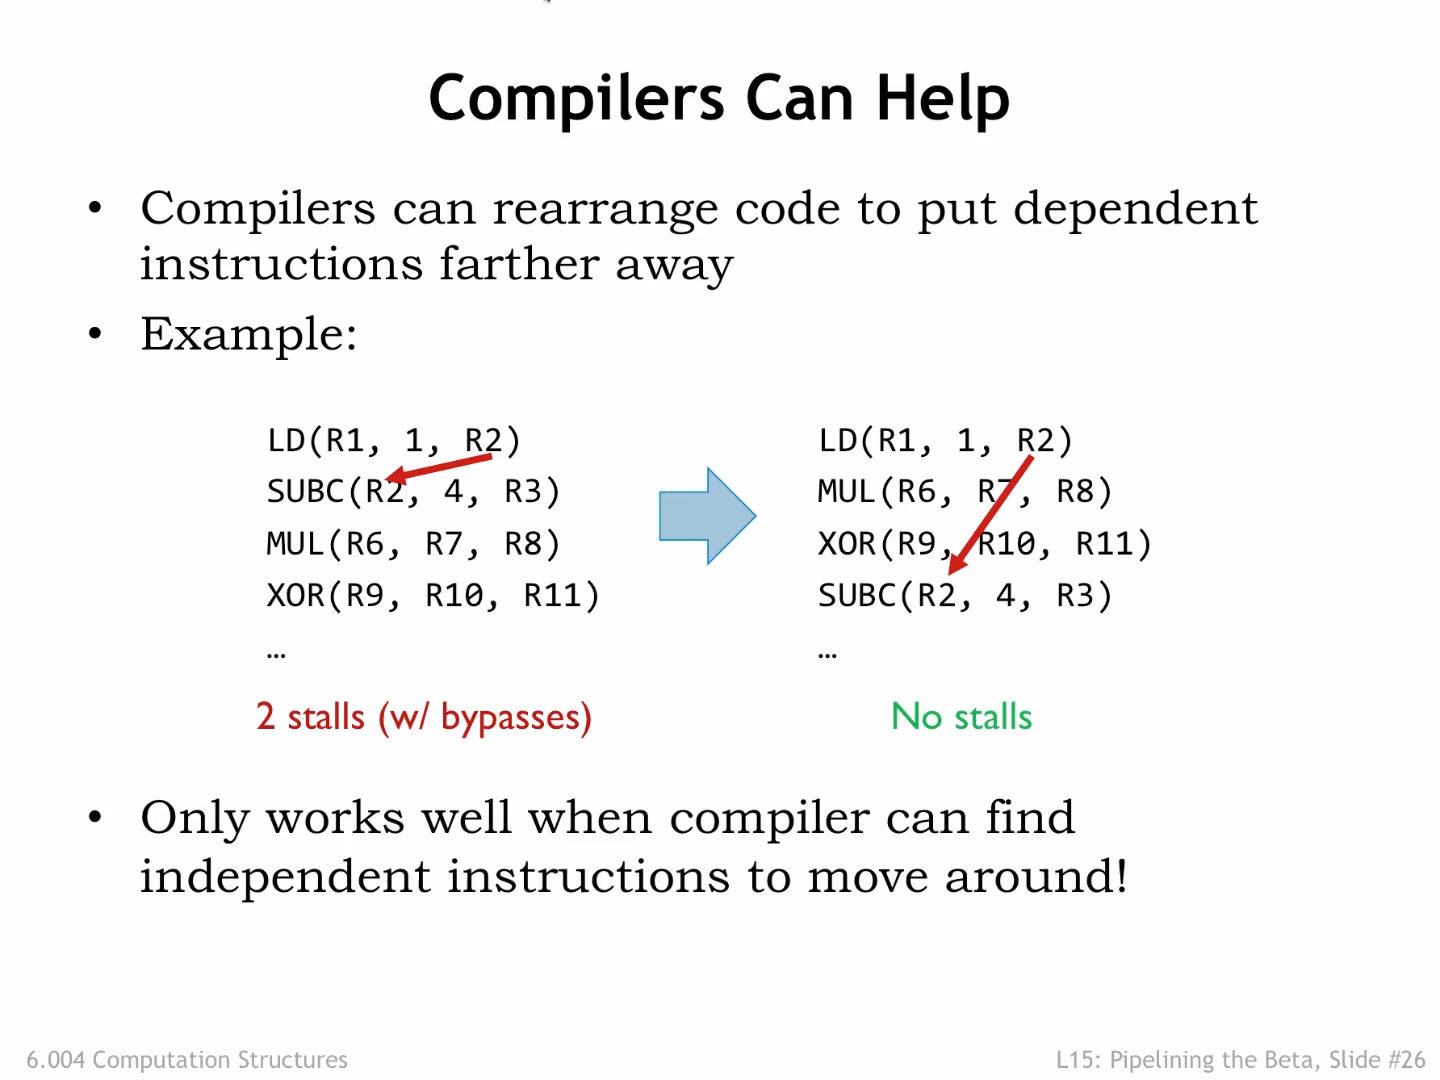 Compilers Can Help
• Compilers can rearrange code to put dependent
instructions farther away
• Example:
LD(R1, 1, R2)
SUBC(R2, 4, R3)
MUL(R6, R7, R8)
XOR(R9, R10, R11)
…
2 stalls (w/ bypasses)
LD(R1, 1, R2)
MUL(R6, R7, R8)
XOR(R9, R10, R11)
SUBC(R2, 4, R3)
…
No stalls
• Only works well when compiler can find
independent instructions to move around!
6.004 Computation Structures
L15: Pipelining the Beta, Slide #26